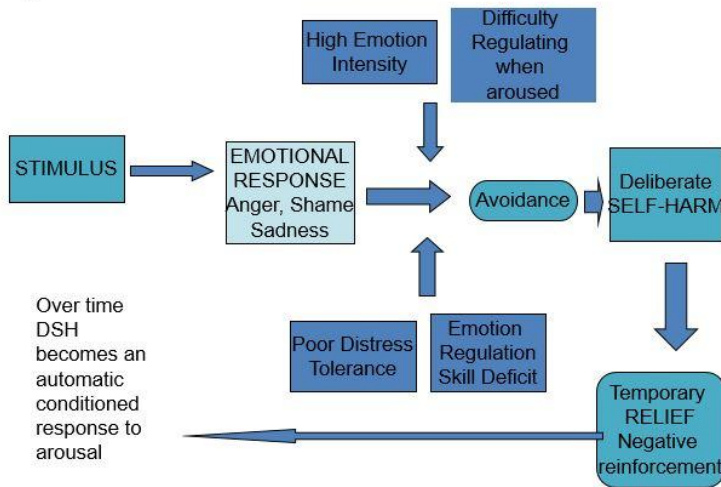 High Emotion
Intensity
Difficulty
Regulating
when
aroused
STIMULUS
EMOTIONAL
RESPONSE
Anger, Shame
Sadness
Avoidance
Deliberate
SELF-HARM
Over time
DSH
becomes an
automatic
conditioned
response to
arousal
Poor Distress
Tolerance
Emotion
Regulation
Skill Deficit
Temporary
RELIEF
Negative
reinforcement